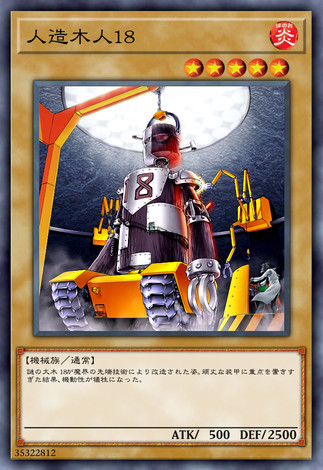 人造木人18
炎
18
【機械族／通常】
謎の大木18が魔界の先端技術により改造された姿。頑丈な装甲に重点を置きす
ぎた結果、機動性が犠牲になった。
ATK/ 500 DEF/2500
35322812